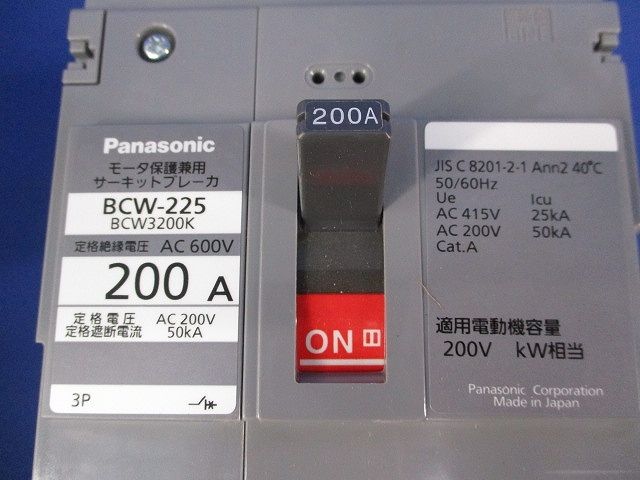 Panasonic
モータ保護兼用
サーキットブレーカ
BCW-225
BCW3200K
定格絶縁電圧 AC 600V
200 A
定格電圧 AC 200V
定格遮断電流 50kA
3P
200A
ON
JIS C 8201-2-1 Ann2 40℃
50/60Hz
Ue Icu
AC 415V 25kA
AC 200V 50kA
Cat.A
適用電動機容量
200V kW相当
Panasonic Corporation
Made in Japan